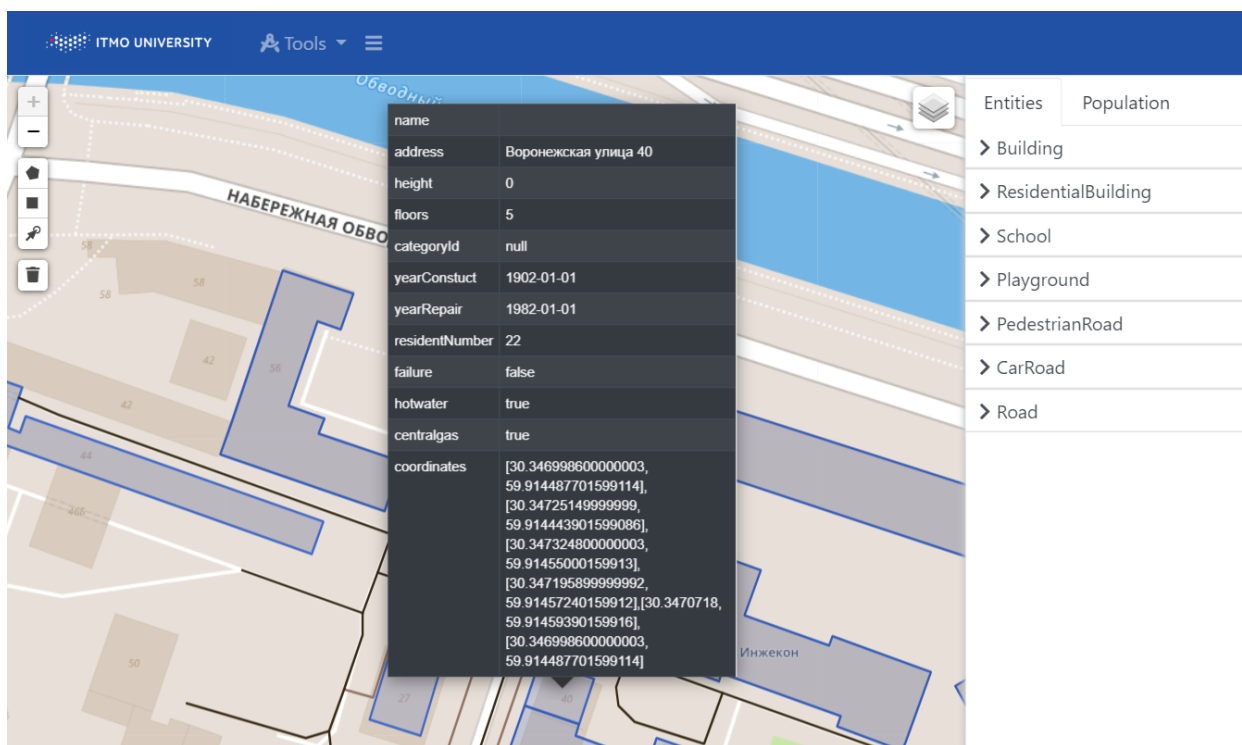 ITMO UNIVERSITY
Tools
Обводный
+
−
Entities
Population
name
address Воронежская улица 40
Building
height 0
ResidentialBuilding
НАБЕРЕЖНАЯ ОБВО
floors 5
School
58
categoryId null
58
yearConstuct 1902-01-01
Playground
58
yearRepair 1982-01-01
PedestrianRoad
residentNumber 22
42
56
failure false
CarRoad
42
hotwater true
Road
centralgas true
44
coordinates [30.346998600000003,
59.914487701599114],
[30.34725149999999,
59.914443901599086],
46Б
[30.347324800000003,
59.91455000159913],
[30.347195899999992,
59.91457240159912],[30.3470718,
59.91459390159916],
[30.346998600000003,
59.914487701599114]
Инжекон
50
27
40